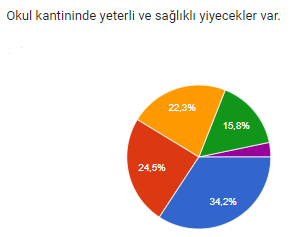 Okul kantininde yeterli ve sağlıklı yiyecekler var.
22,3%
15,8%
24,5%
34,2%